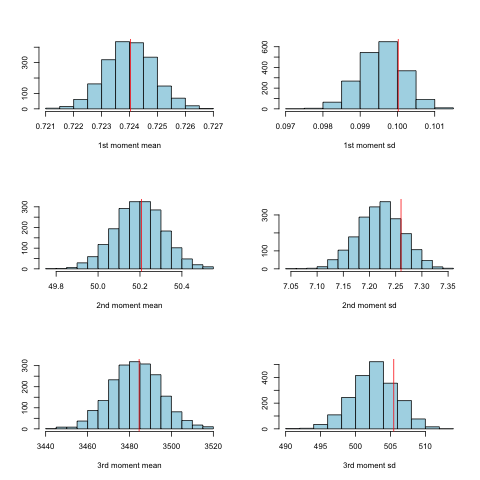 0 100 300
0.721 0.722 0.723 0.724 0.725 0.726 0.727
1st moment mean
0 200 400 600
0.097 0.098 0.099 0.100 0.101
1st moment sd
0 100 200 300
49.8 50.0 50.2 50.4
2nd moment mean
0 100 300
7.05 7.10 7.15 7.20 7.25 7.30 7.35
2nd moment sd
0 100 200 300
3440 3460 3480 3500 3520
3rd moment mean
0 200 400
490 495 500 505 510
3rd moment sd